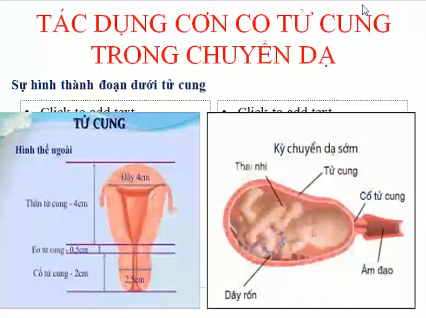 TÁC DỤNG CƠN CO TỬ CUNG
TRONG CHUYỂN DẠ
Sự hình thành đoạn dưới tử cung
• Click to add text
• Click to add text
TỬ CUNG
Hình thể ngoài
Đáy 4cm
Thân tử cung - 4cm
Eo tử cung - 0,5cm
Cổ tử cung - 2cm
2,5cm
Kỳ chuyển dạ sớm
Thai nhi
Tử cung
Cổ tử cung
Âm đạo
Dây rốn